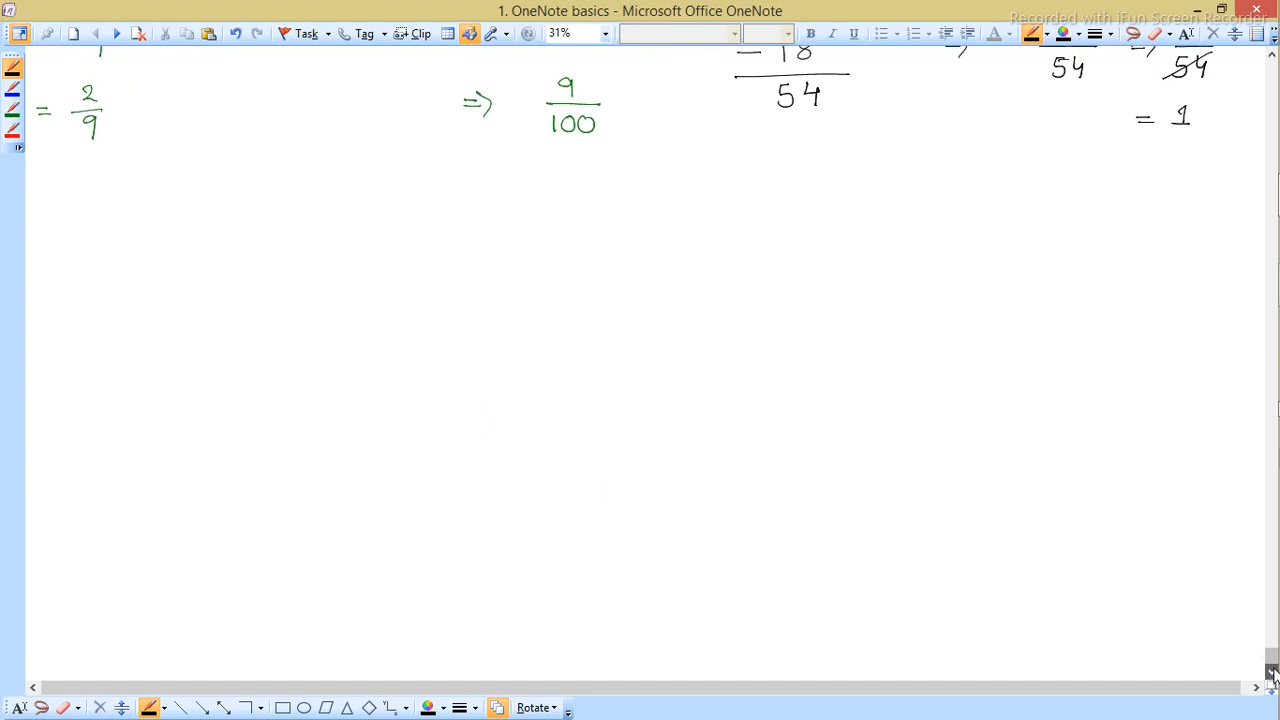 1. OneNote basics - Microsoft Office OneNote
Recorded with iFun Screen Recorder
Task Tag Clip 31% B I U A
= 2/9
=> 9/100
- 18
54
=> 54 => 54
= 1
Rotate